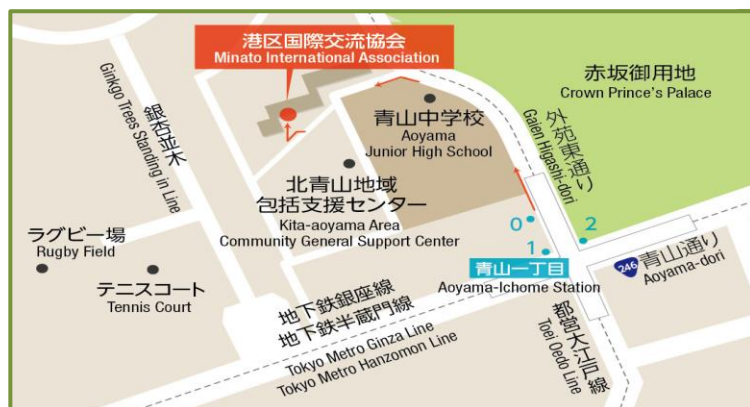 港区国際交流協会
Minato International Association
銀杏並木
Ginkgo Trees Standing in Line
青山中学校
Aoyama
Junior High School
赤坂御用地
Crown Prince's Palace
外苑東通り
Gaien Higashi-dori
北青山地域
包括支援センター
Kita-aoyama Area
Community General Support Center
ラグビー場
Rugby Field
テニスコート
Tennis Court
0
1
2
青山一丁目
Aoyama-Ichome Station
246
青山通り
Aoyama-dori
地下鉄銀座線
地下鉄半蔵門線
Tokyo Metro Ginza Line
Tokyo Metro Hanzomon Line
都営大江戸線
Toei Oedo Line